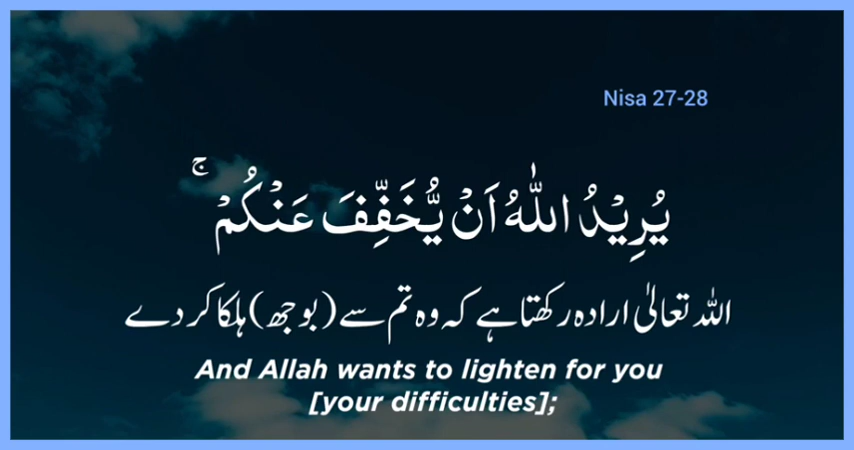 Nisa 27-28
يُرِيْدُ اللّٰهُ اَنْ يُّخَفِّفَ عَنْكُمْ ۚ
اللہ تعالیٰ ارادہ رکھتا ہے کہ وہ تم سے (بوجھ) ہلکا کر دے
And Allah wants to lighten for you
[your difficulties];